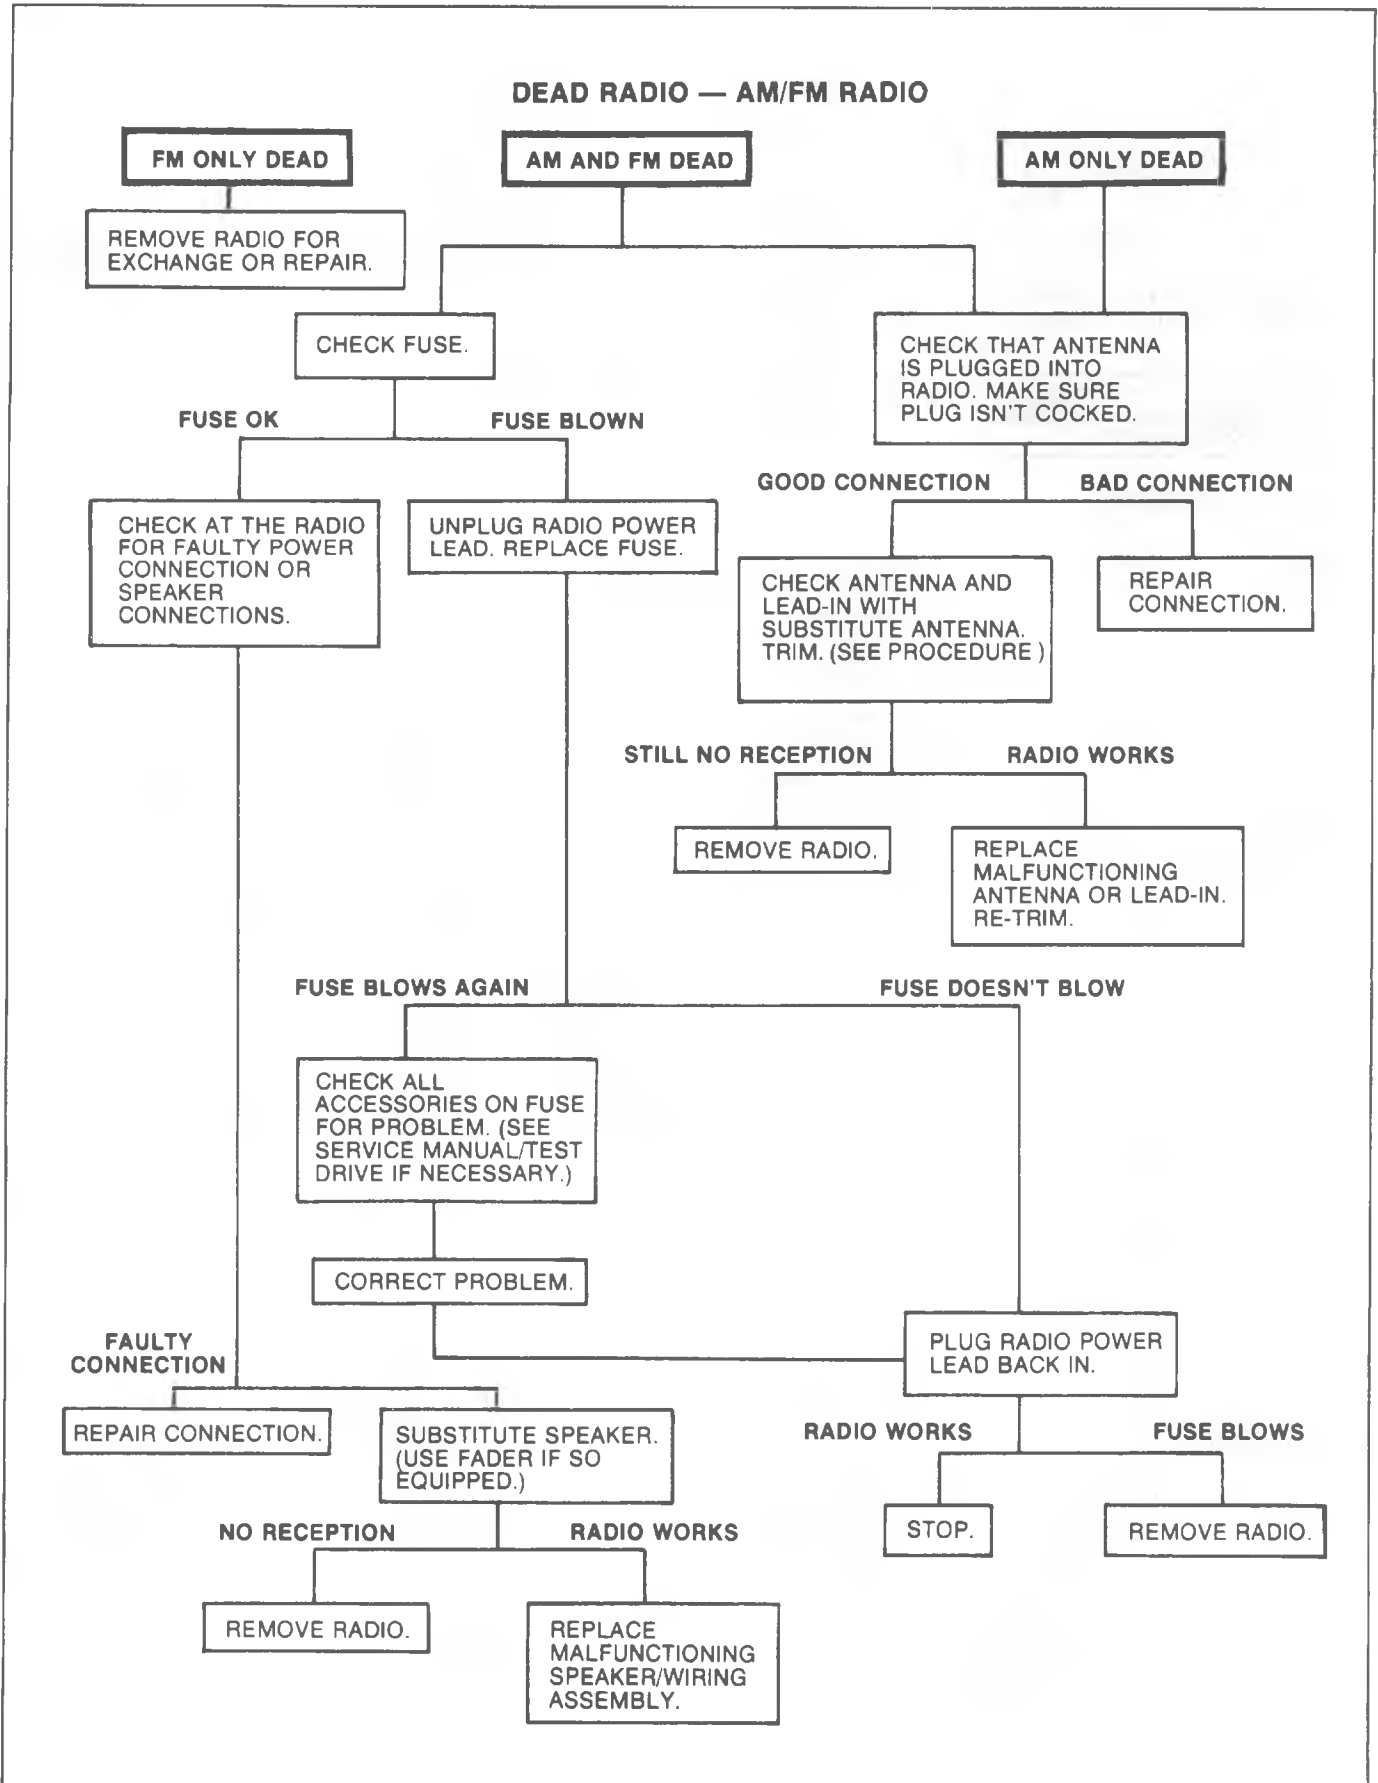 DEAD RADIO — AM/FM RADIO
FM ONLY DEAD
AM AND FM DEAD
AM ONLY DEAD
REMOVE RADIO FOR
EXCHANGE OR REPAIR.
CHECK FUSE.
CHECK THAT ANTENNA
IS PLUGGED INTO
RADIO. MAKE SURE
PLUG ISN'T COCKED.
FUSE OK
FUSE BLOWN
GOOD CONNECTION
BAD CONNECTION
CHECK AT THE RADIO
FOR FAULTY POWER
CONNECTION OR
SPEAKER
CONNECTIONS.
UNPLUG RADIO POWER
LEAD. REPLACE FUSE.
CHECK ANTENNA AND
LEAD-IN WITH
SUBSTITUTE ANTENNA.
TRIM. (SEE PROCEDURE)
REPAIR
CONNECTION.
STILL NO RECEPTION
RADIO WORKS
REMOVE RADIO.
REPLACE
MALFUNCTIONING
ANTENNA OR LEAD-IN.
RE-TRIM.
FUSE BLOWS AGAIN
FUSE DOESN'T BLOW
CHECK ALL
ACCESSORIES ON FUSE
FOR PROBLEM. (SEE
SERVICE MANUAL/TEST
DRIVE IF NECESSARY.)
CORRECT PROBLEM.
PLUG RADIO POWER
LEAD BACK IN.
FAULTY
CONNECTION
REPAIR CONNECTION.
SUBSTITUTE SPEAKER.
(USE FADER IF SO
EQUIPPED.)
RADIO WORKS
FUSE BLOWS
STOP.
REMOVE RADIO.
NO RECEPTION
RADIO WORKS
REMOVE RADIO.
REPLACE
MALFUNCTIONING
SPEAKER/WIRING
ASSEMBLY.